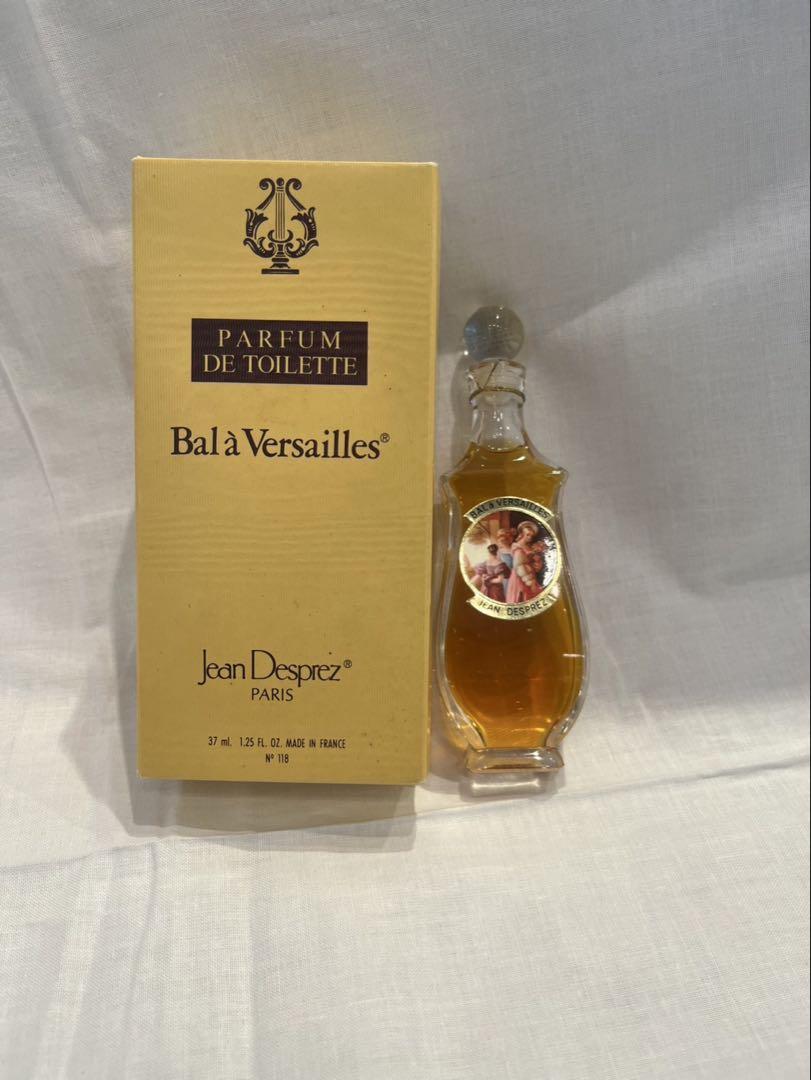 PARFUM
DE TOILETTE
Bal à Versailles®
Jean Desprez®
PARIS
37 ml. 1.25 FL. OZ. MADE IN FRANCE
Nº 118
BAL à VERSAILLES
JEAN DESPREZ